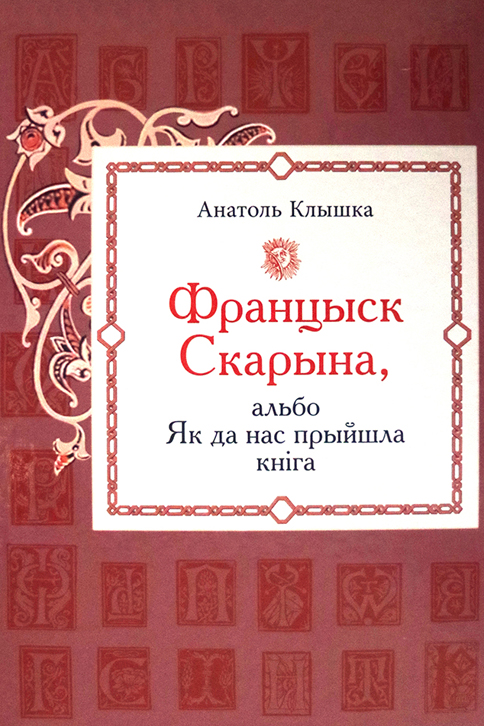 Анатоль Клышка
Францыск
Скарына,
альбо
Як да нас прыйшла
кніга